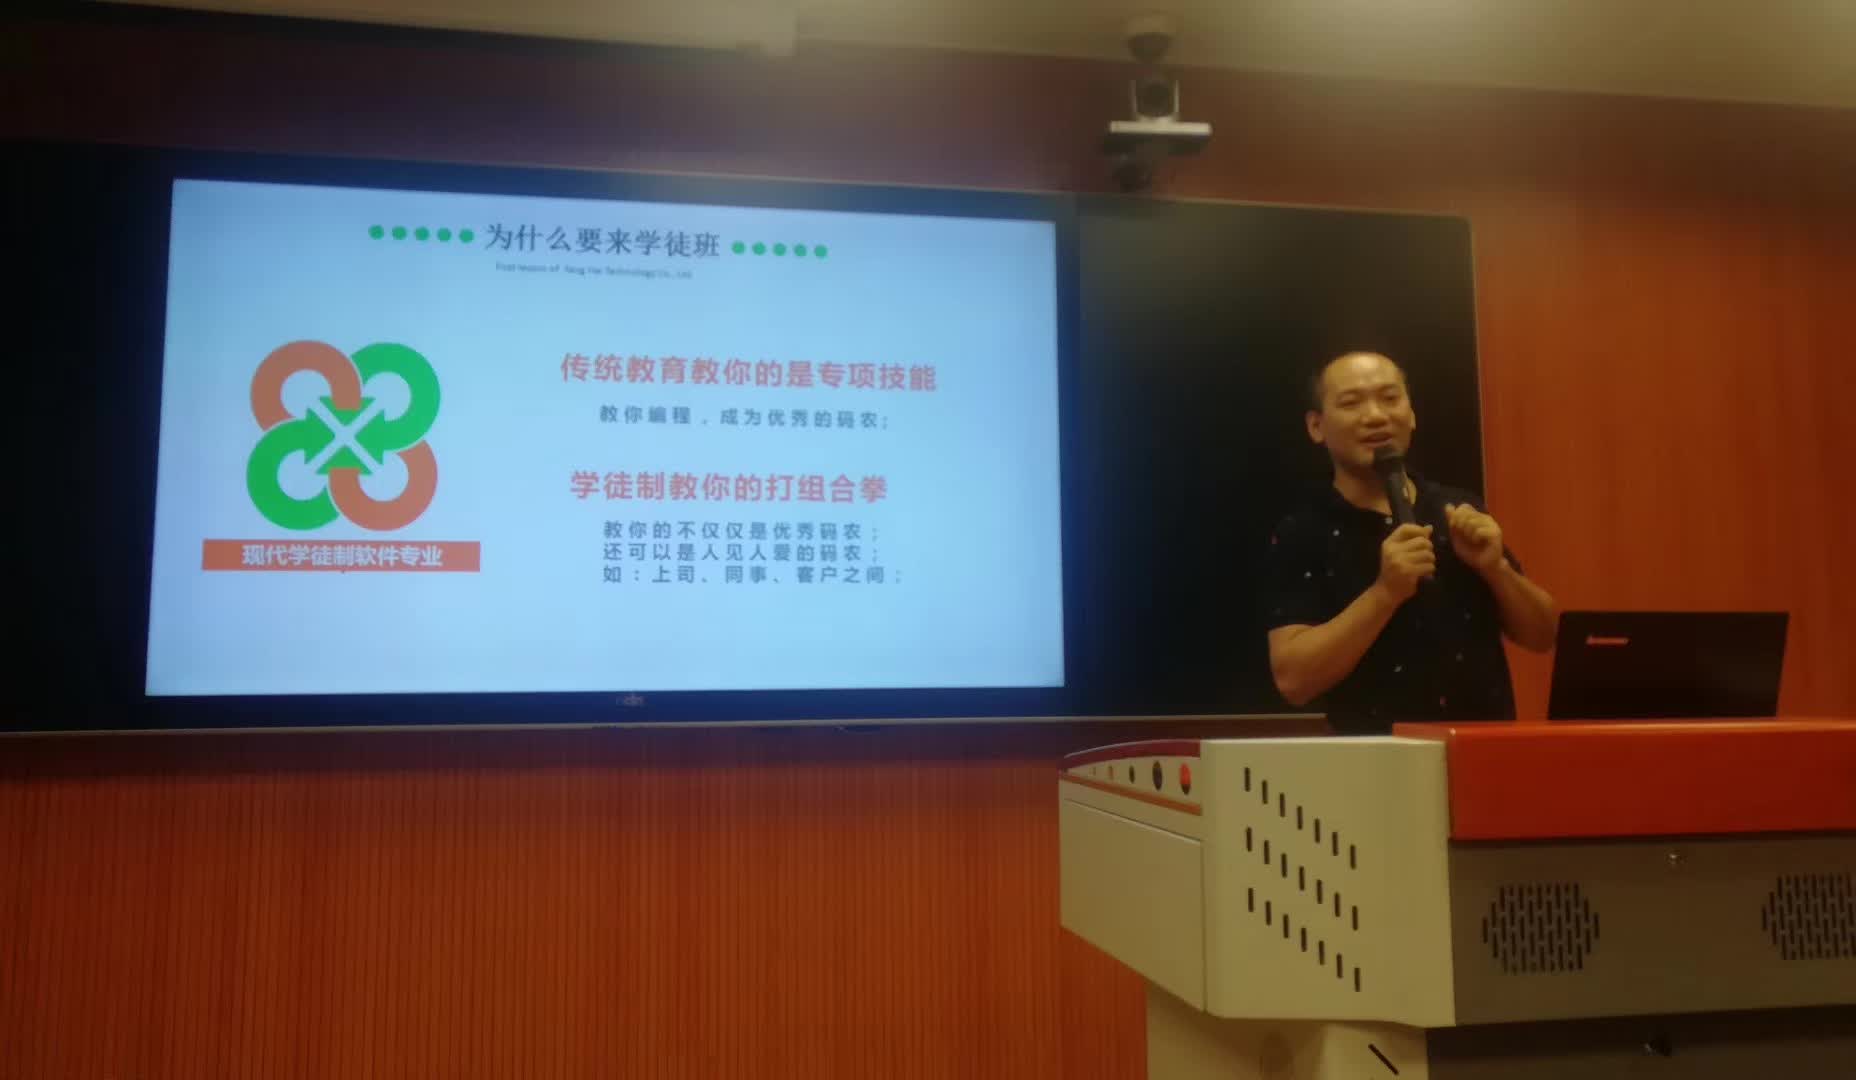 为什么要来学徒班
传统教育教你的是专项技能
教你编程，成为优秀的码农；
学徒制教你的打组合拳
教你的不仅仅是优秀码农；
还可以是人见人爱的码农；
如：上司、同事、客户之间；
现代学徒制软件专业